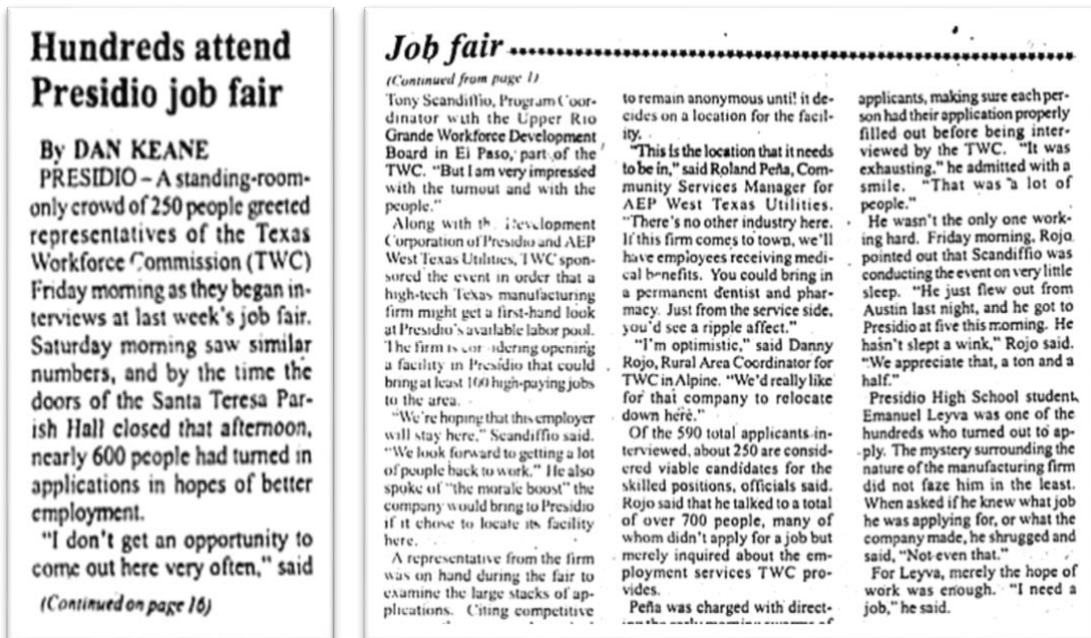 Hundreds attend
Presidio job fair
By DAN KEANE
PRESIDIO – A standing-room-
only crowd of 250 people greeted
representatives of the Texas
Workforce Commission (TWC)
Friday morning as they began in-
terviews at last week's job fair.
Saturday morning saw similar
numbers, and by the time the
doors of the Santa Teresa Par-
ish Hall closed that afternoon,
nearly 600 people had turned in
applications in hopes of better
employment.
"I don't get an opportunity to
come out here very often," said
(Continued on page 16)
Job fair
(Continued from page 1)
Tony Scandiffio, Program Coor-
dinator with the Upper Rio
Grande Workforce Development
Board in El Paso, part of the
TWC. "But I am very impressed
with the turnout and with the
people."
Along with the Development
Corporation of Presidio and AEP
West Texas Utilities, TWC spon-
sored the event in order that a
high-tech Texas manufacturing
firm might get a first-hand look
at Presidio's available labor pool.
The firm is considering opening
a facility in Presidio that could
bring at least 100 high-paying jobs
to the area.
"We're hoping that this employer
will stay here," Scandiffio said.
"We look forward to getting a lot
of people back to work." He also
spoke of "the morale boost" the
company would bring to Presidio
if it chose to locate its facility
here.
A representative from the firm
was on hand during the fair to
examine the large stacks of ap-
plications. Citing competitive
to remain anonymous until it de-
cides on a location for the facil-
ity.
"This is the location that it needs
to be in," said Roland Peña, Com-
munity Services Manager for
AEP West Texas Utilities.
"There's no other industry here.
If this firm comes to town, we'll
have employees receiving medi-
cal benefits. You could bring in
a permanent dentist and phar-
macy. Just from the service side,
you'd see a ripple affect."
"I'm optimistic," said Danny
Rojo, Rural Area Coordinator for
TWC in Alpine. "We'd really like
for that company to relocate
down here."
Of the 590 total applicants in-
terviewed, about 250 are consid-
ered viable candidates for the
skilled positions, officials said.
Rojo said that he talked to a total
of over 700 people, many of
whom didn't apply for a job but
merely inquired about the em-
ployment services TWC pro-
vides.
Peña was charged with direct-
applicants, making sure each per-
son had their application properly
filled out before being inter-
viewed by the TWC. "It was
exhausting," he admitted with a
smile. "That was a lot of
people."
He wasn't the only one work-
ing hard. Friday morning, Rojo
pointed out that Scandiffio was
conducting the event on very little
sleep. "He just flew out from
Austin last night, and he got to
Presidio at five this morning. He
hasn't slept a wink," Rojo said.
"We appreciate that, a ton and a
half."
Presidio High School student,
Emanuel Leyva was one of the
hundreds who turned out to ap-
ply. The mystery surrounding the
nature of the manufacturing firm
did not faze him in the least.
When asked if he knew what job
he was applying for, or what the
company made, he shrugged and
said, "Not even that."
For Leyva, merely the hope of
work was enough. "I need a
job," he said.